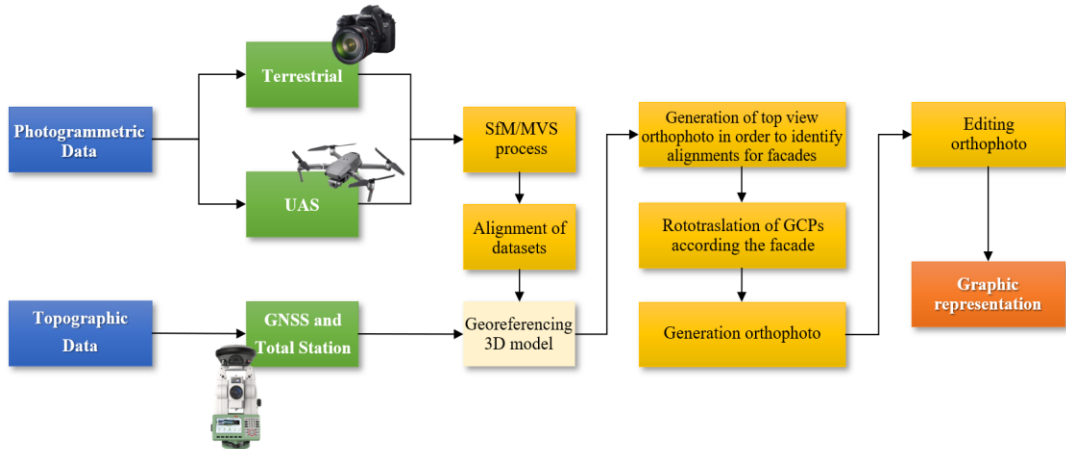 Photogrammetric
Data
Terrestrial
UAS
SfM/MVS
process
Alignment of
datasets
Topographic
Data
GNSS and
Total Station
Georeferencing
3D model
Generation of top view
orthophoto in order to identify
alignments for facades
Rototraslation of GCPs
according the facade
Generation orthophoto
Editing
orthophoto
Graphic
representation